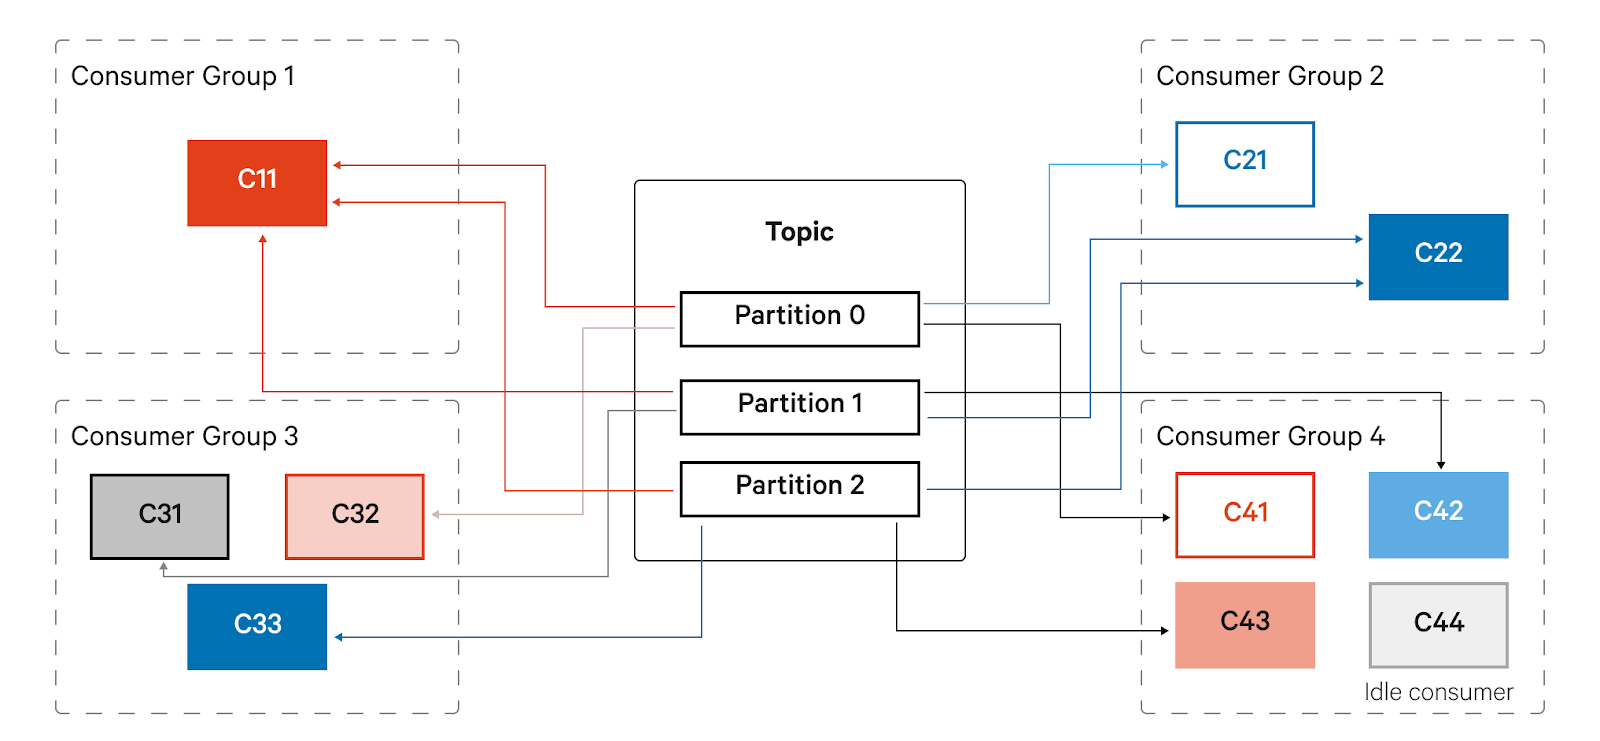 Consumer Group 1
C11
Consumer Group 3
C31
C32
C33
Topic
Partition 0
Partition 1
Partition 2
Consumer Group 2
C21
C22
Consumer Group 4
C41
C42
C43
C44
Idle consumer